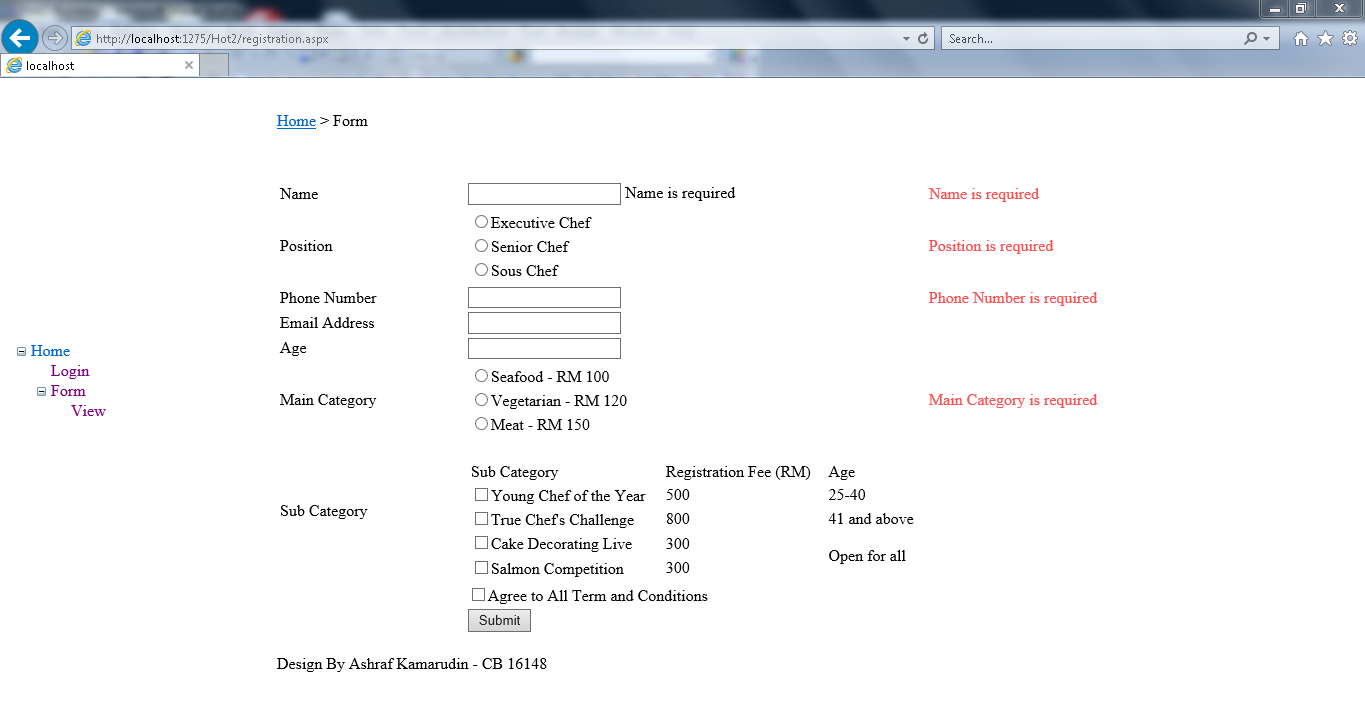 http://localhost:1275/Hot2/registration.aspx
Search...
localhost
Home > Form
Name Name is required Name is required
Executive Chef
Position Senior Chef Position is required
Sous Chef
Phone Number Phone Number is required
Email Address
Age
Home
Login
Form
View
Seafood - RM 100
Main Category Vegetarian - RM 120 Main Category is required
Meat - RM 150
Sub Category Registration Fee (RM) Age
Young Chef of the Year 500 25-40
Sub Category
True Chef's Challenge 800 41 and above
Cake Decorating Live 300
Open for all
Salmon Competition 300
Agree to All Term and Conditions
Submit
Design By Ashraf Kamarudin - CB 16148